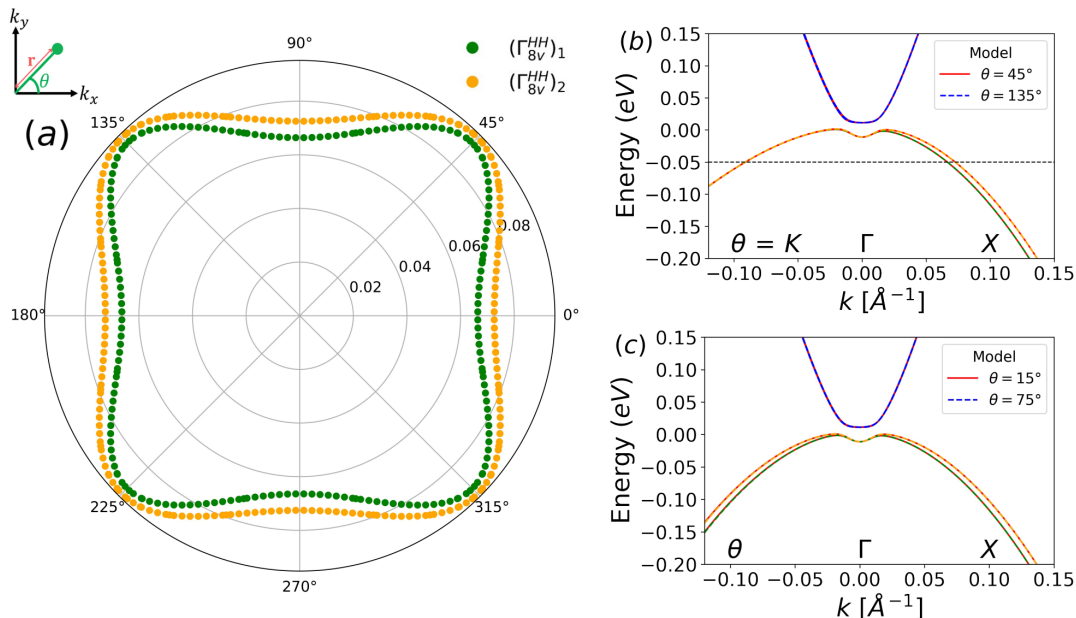 k_y
r
θ
k_x
(Γ_{8v}^{HH})_1
(Γ_{8v}^{HH})_2
(a)
90°
135°
45°
0.08
0.06
0.04
0.02
180°
0°
225°
315°
270°
(b)
0.15
0.10
0.05
0.00
−0.05
−0.10
−0.15
−0.20
Energy (eV)
Model
θ = 45°
θ = 135°
θ = K Γ X
−0.10 −0.05 0.00 0.05 0.10 0.15
k [Å^{−1}]
(c)
0.15
0.10
0.05
0.00
−0.05
−0.10
−0.15
−0.20
Energy (eV)
Model
θ = 15°
θ = 75°
θ Γ X
−0.10 −0.05 0.00 0.05 0.10 0.15
k [Å^{−1}]